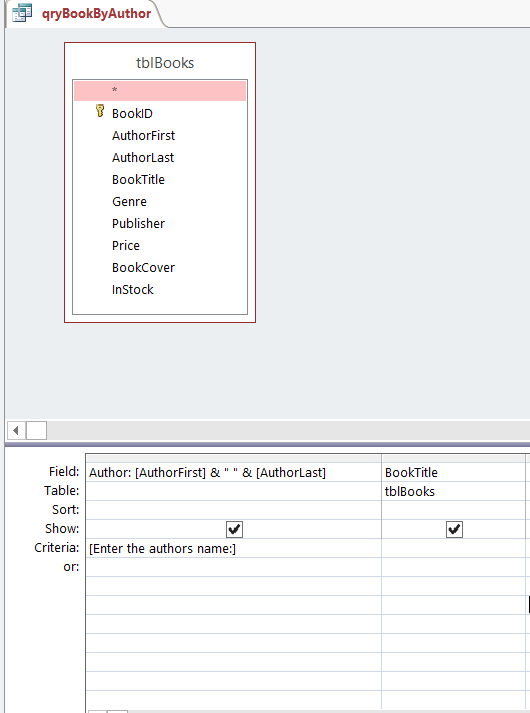 qryBookByAuthor
tblBooks
*
BookID
AuthorFirst
AuthorLast
BookTitle
Genre
Publisher
Price
BookCover
InStock
Field: Author: [AuthorFirst] & " " & [AuthorLast] BookTitle
Table: tblBooks
Sort:
Show:
Criteria: [Enter the authors name:]
or: